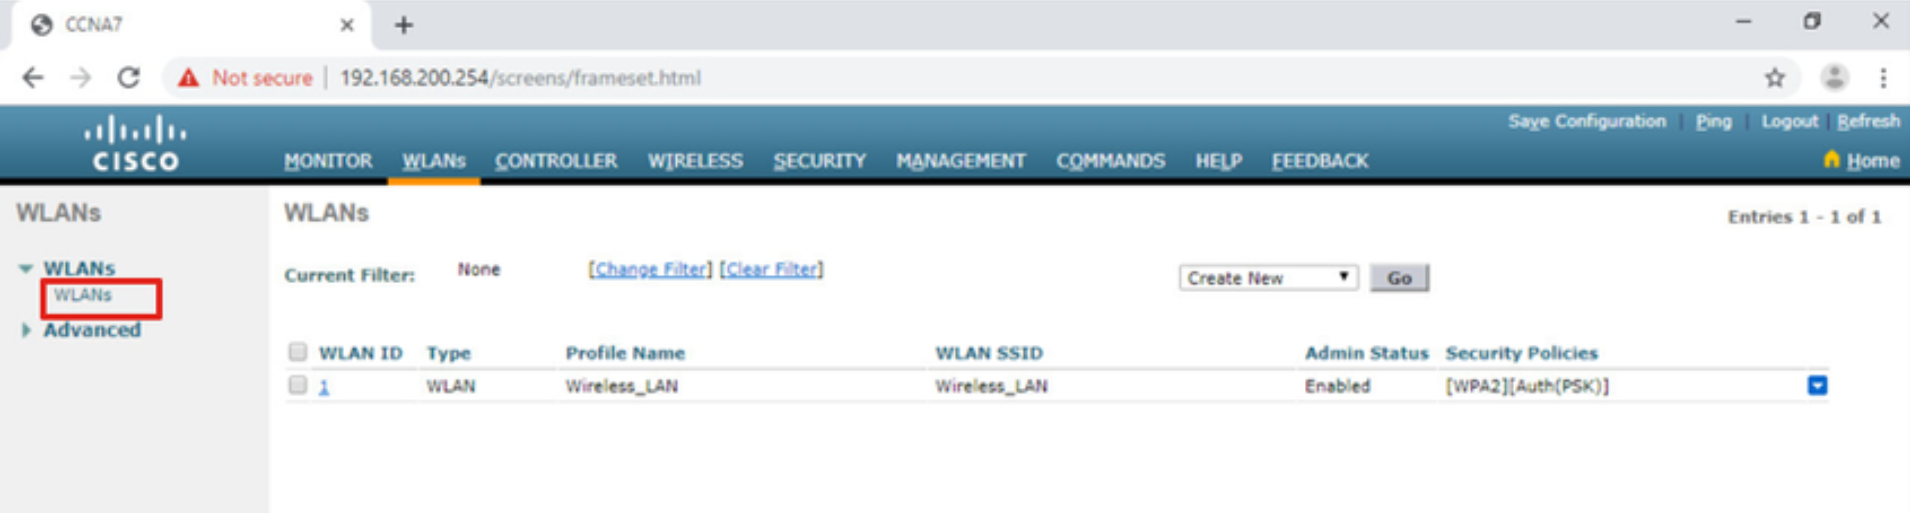 CCNA7
Not secure | 192.168.200.254/screens/frameset.html
Save Configuration | Ping | Logout | Refresh
CISCO
MONITOR WLANs CONTROLLER WIRELESS SECURITY MANAGEMENT COMMANDS HELP FEEDBACK
Home
WLANs
WLANs
WLANs
Advanced
WLANs
Entries 1 - 1 of 1
Current Filter: None [Change Filter] [Clear Filter]
Create New Go
WLAN ID Type Profile Name WLAN SSID Admin Status Security Policies
1 WLAN Wireless_LAN Wireless_LAN Enabled [WPA2][Auth(PSK)]